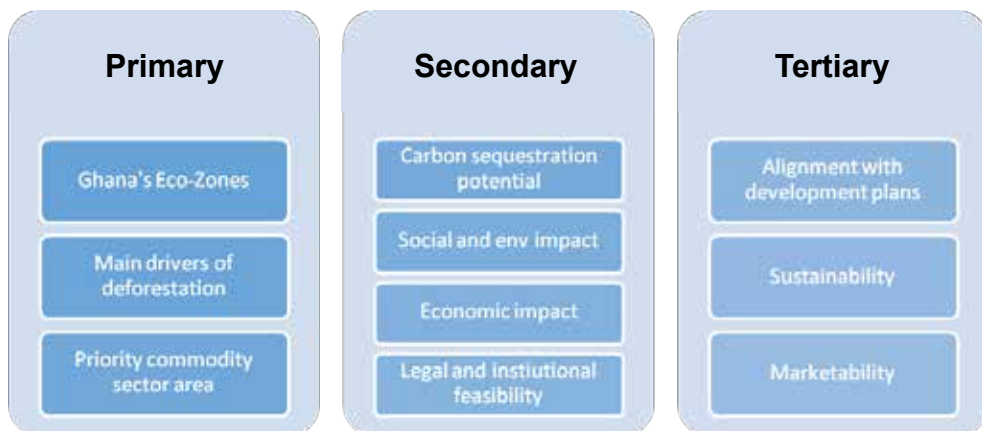 Primary
Ghana's Eco-Zones
Main drivers of
deforestation
Priority commodity
sector area
Secondary
Carbon sequestration
potential
Social and env impact
Economic impact
Legal and instiutional
feasibility
Tertiary
Alignment with
development plans
Sustainability
Marketability